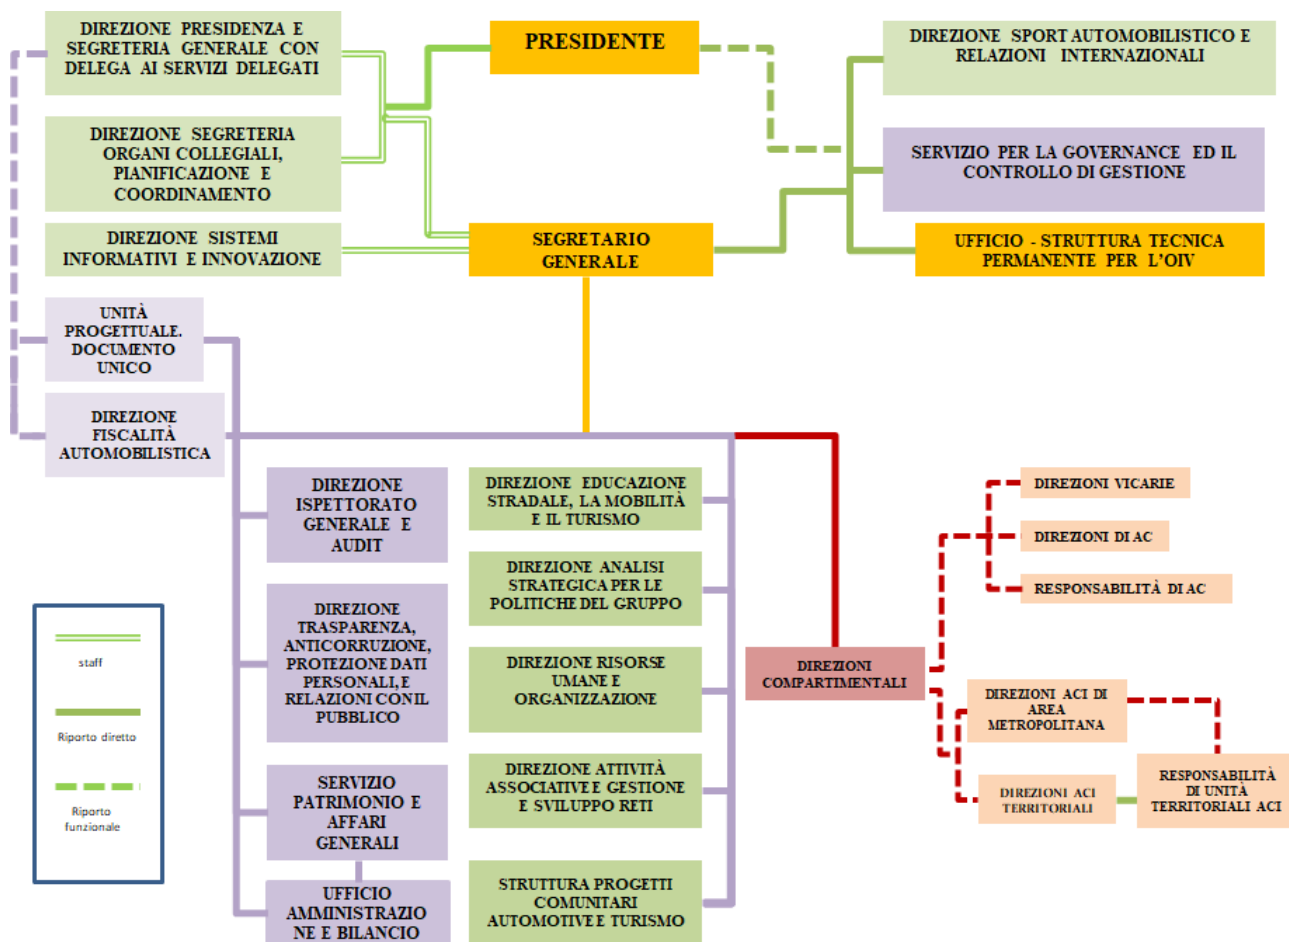 DIREZIONE PRESIDENZA E
SEGRETERIA GENERALE CON
DELEGA AI SERVIZI DELEGATI
PRESIDENTE
DIREZIONE SPORT AUTOMOBILISTICO E
RELAZIONI INTERNAZIONALI
DIREZIONE SEGRETERIA
ORGANI COLLEGIALI,
PIANIFICAZIONE E
COORDINAMENTO
SERVIZIO PER LA GOVERNANCE ED IL
CONTROLLO DI GESTIONE
DIREZIONE SISTEMI
INFORMATIVI E INNOVAZIONE
SEGRETARIO
GENERALE
UFFICIO - STRUTTURA TECNICA
PERMANENTE PER L'OIV
UNITÀ
PROGETTUALE.
DOCUMENTO
UNICO
DIREZIONE
FISCALITÀ
AUTOMOBILISTICA
DIREZIONE
ISPETTORATO
GENERALE E
AUDIT
DIREZIONE
TRASPARENZA,
ANTICORRUZIONE,
PROTEZIONE DATI
PERSONALI, E
RELAZIONI CON IL
PUBBLICO
SERVIZIO
PATRIMONIO E
AFFARI
GENERALI
UFFICIO
AMMINISTRAZIO
NE E BILANCIO
DIREZIONE EDUCAZIONE
STRADALE, LA MOBILITÀ
E IL TURISMO
DIREZIONE ANALISI
STRATEGICA PER LE
POLITICHE DEL GRUPPO
DIREZIONE RISORSE
UMANE E
ORGANIZZAZIONE
DIREZIONE ATTIVITÀ
ASSOCIATIVE E GESTIONE
E SVILUPPO RETI
STRUTTURA PROGETTI
COMUNITARI
AUTOMOTIVE E TURISMO
DIREZIONI
COMPARTIMENTALI
DIREZIONI VICARIE
DIREZIONI DI AC
RESPONSABILITÀ DI AC
DIREZIONI ACI DI
AREA
METROPOLITANA
DIREZIONI ACI
TERRITORIALI
RESPONSABILITÀ
DI UNITÀ
TERRITORIALI ACI
staff
Riporto diretto
Riporto
funzionale